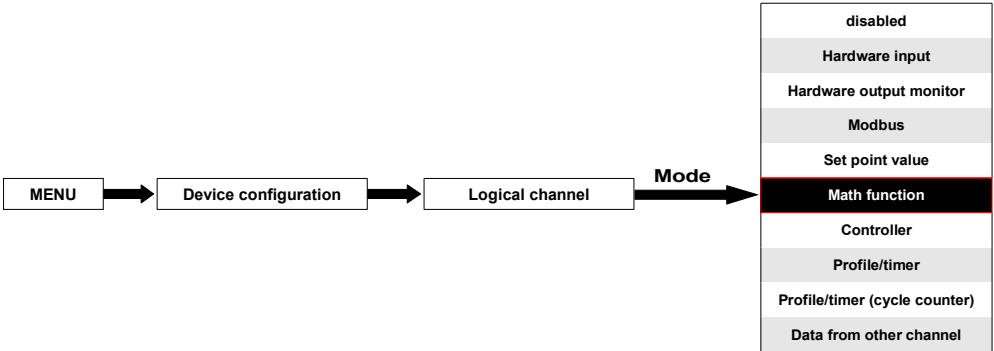 MENU
Device configuration
Logical channel
Mode
disabled
Hardware input
Hardware output monitor
Modbus
Set point value
Math function
Controller
Profile/timer
Profile/timer (cycle counter)
Data from other channel